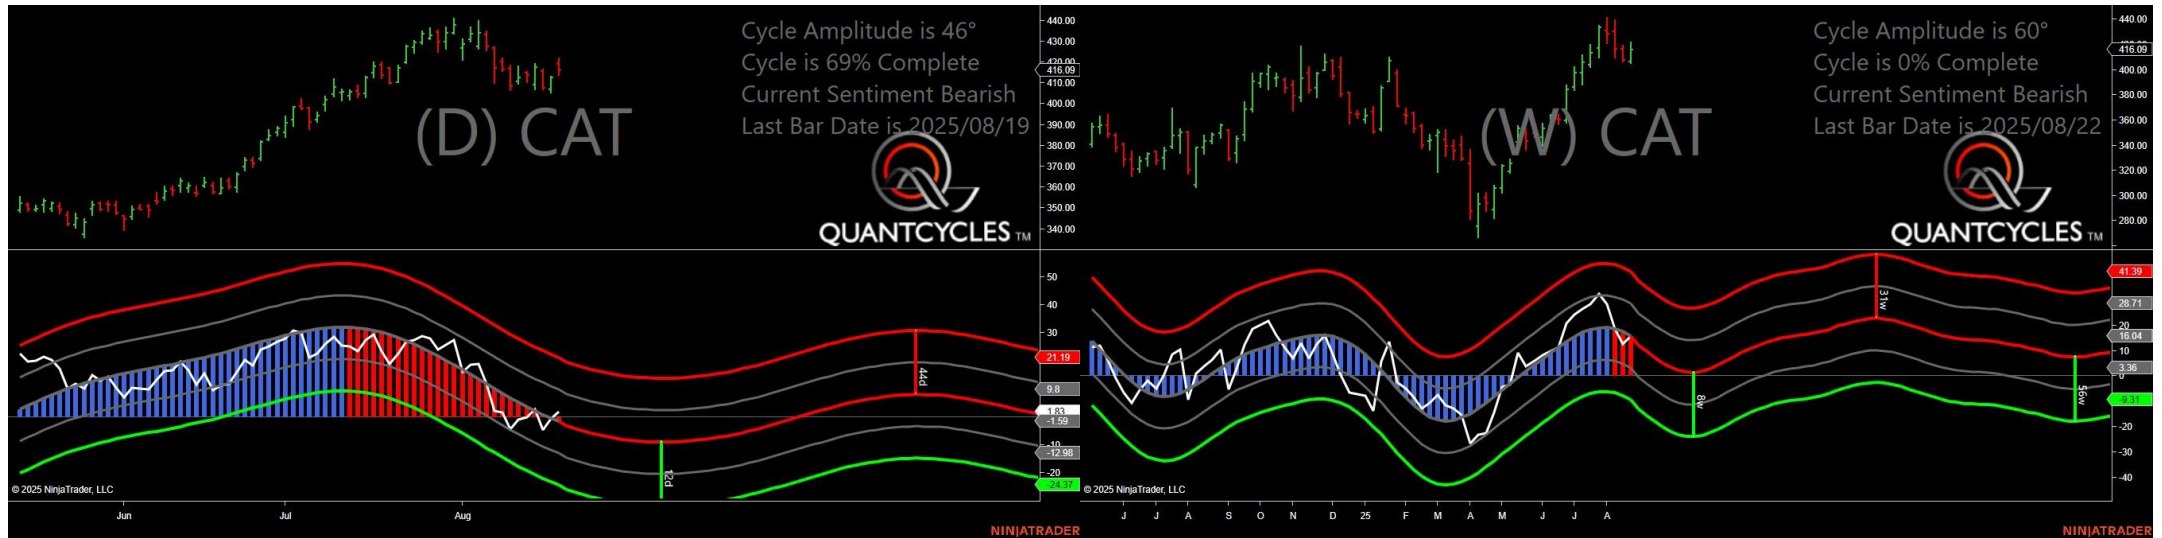 Cycle Amplitude is 46°
Cycle is 69% Complete
Current Sentiment Bearish
Last Bar Date is 2025/08/19
(D) CAT
QUANTCYCLES TM
440.00
430.00
420.00
416.09
410.00
400.00
390.00
380.00
370.00
360.00
350.00
340.00
50
40
30
21.19
9.8
1.83
-1.59
-10
-12.98
-20
-24.37
44d
12d
© 2025 NinjaTrader, LLC
Jun
Jul
Aug
NINJATRADER
Cycle Amplitude is 60°
Cycle is 0% Complete
Current Sentiment Bearish
Last Bar Date is 2025/08/22
(W) CAT
QUANTCYCLES TM
440.00
416.09
400.00
380.00
360.00
340.00
320.00
300.00
280.00
41.39
28.71
20
16.04
10
3.36
0
-9.31
-20
-30
-40
31w
8w
56w
© 2025 NinjaTrader, LLC
J J A S O N D 25 F M A M J J A
NINJATRADER